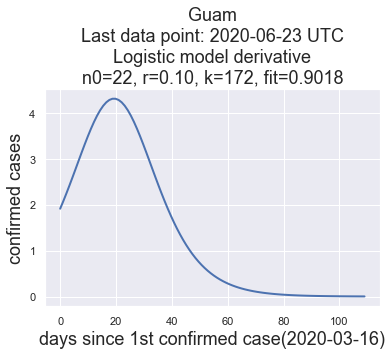 Guam
Last data point: 2020-06-23 UTC
Logistic model derivative
n0=22, r=0.10, k=172, fit=0.9018
4
3
2
1
0
confirmed cases
0 20 40 60 80 100
days since 1st confirmed case(2020-03-16)